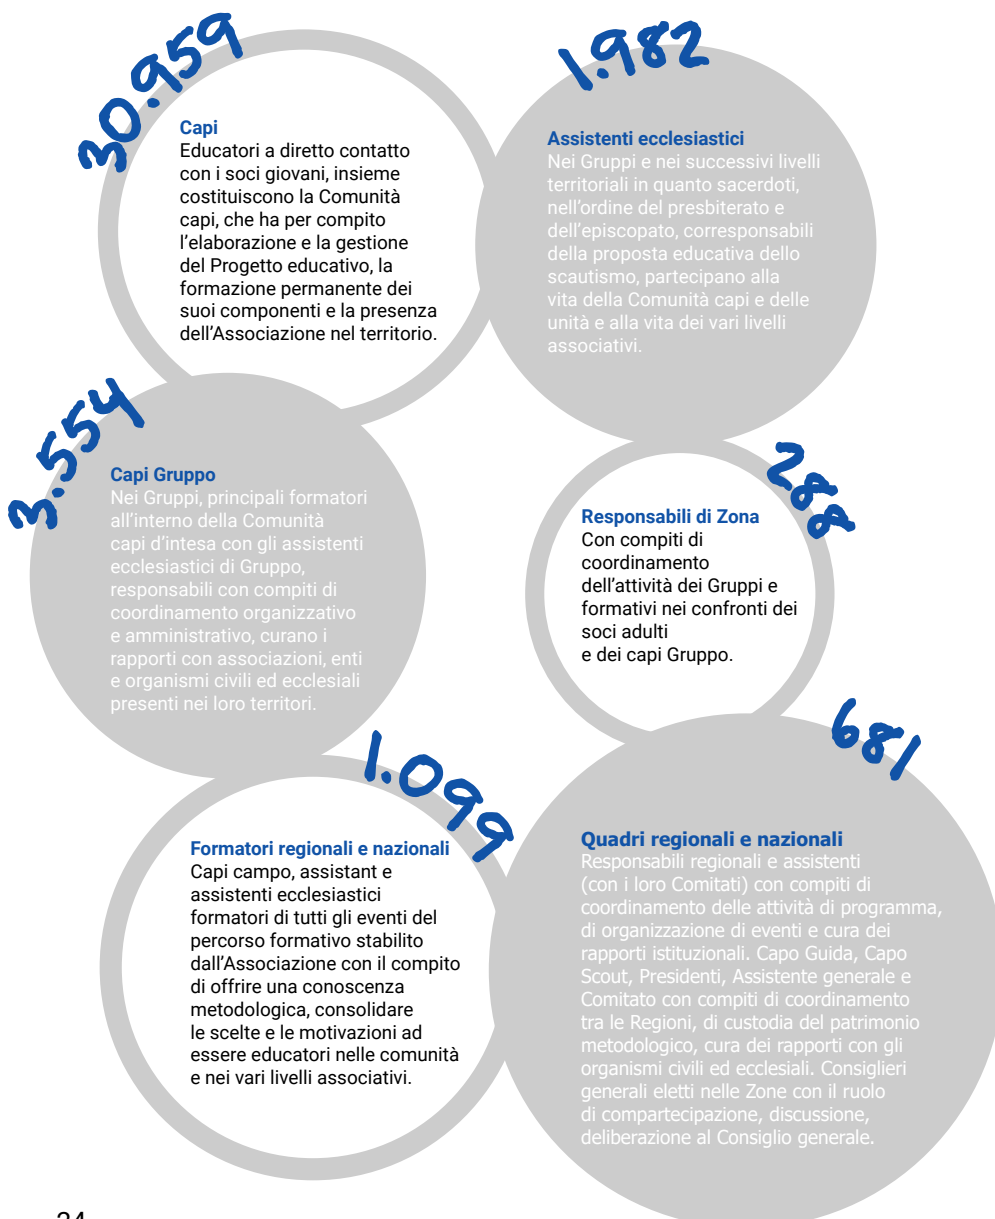 30.959
Capi
Educatori a diretto contatto
con i soci giovani, insieme
costituiscono la Comunità
capi, che ha per compito
l'elaborazione e la gestione
del Progetto educativo, la
formazione permanente dei
suoi componenti e la presenza
dell'Associazione nel territorio.
1.982
Assistenti ecclesiastici
Nei Gruppi e nei successivi livelli
territoriali in quanto sacerdoti,
nell'ordine del presbiterato e
dell'episcopato, corresponsabili
della proposta educativa dello
scautismo, partecipano alla
vita della Comunità capi e delle
unità e alla vita dei vari livelli
associativi.
3.554
Capi Gruppo
Nei Gruppi, principali formatori
all'interno della Comunità
capi d'intesa con gli assistenti
ecclesiastici di Gruppo,
responsabili con compiti di
coordinamento organizzativo
e amministrativo, curano i
rapporti con associazioni, enti
e organismi civili ed ecclesiali
presenti nei loro territori.
288
Responsabili di Zona
Con compiti di
coordinamento
dell'attività dei Gruppi e
formativi nei confronti dei
soci adulti
e dei capi Gruppo.
1.099
Formatori regionali e nazionali
Capi campo, assistant e
assistenti ecclesiastici
formatori di tutti gli eventi del
percorso formativo stabilito
dall'Associazione con il compito
di offrire una conoscenza
metodologica, consolidare
le scelte e le motivazioni ad
essere educatori nelle comunità
e nei vari livelli associativi.
681
Quadri regionali e nazionali
Responsabili regionali e assistenti
(con i loro Comitati) con compiti di
coordinamento delle attività di programma,
di organizzazione di eventi e cura dei
rapporti istituzionali. Capo Guida, Capo
Scout, Presidenti, Assistente generale e
Comitato con compiti di coordinamento
tra le Regioni, di custodia del patrimonio
metodologico, cura dei rapporti con gli
organismi civili ed ecclesiali. Consiglieri
generali eletti nelle Zone con il ruolo
di compartecipazione, discussione,
deliberazione al Consiglio generale.